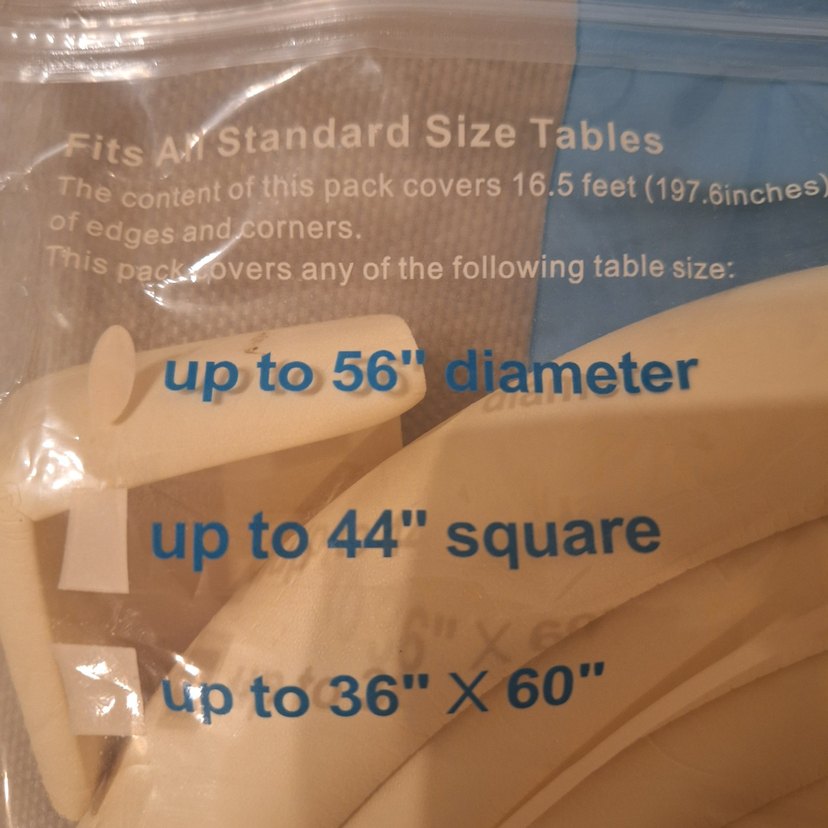 Fits All Standard Size Tables
The content of this pack covers 16.5 feet (197.6inches)
of edges and corners.
This pack covers any of the following table size:
up to 56" diameter
up to 44" square
up to 36" X 60"